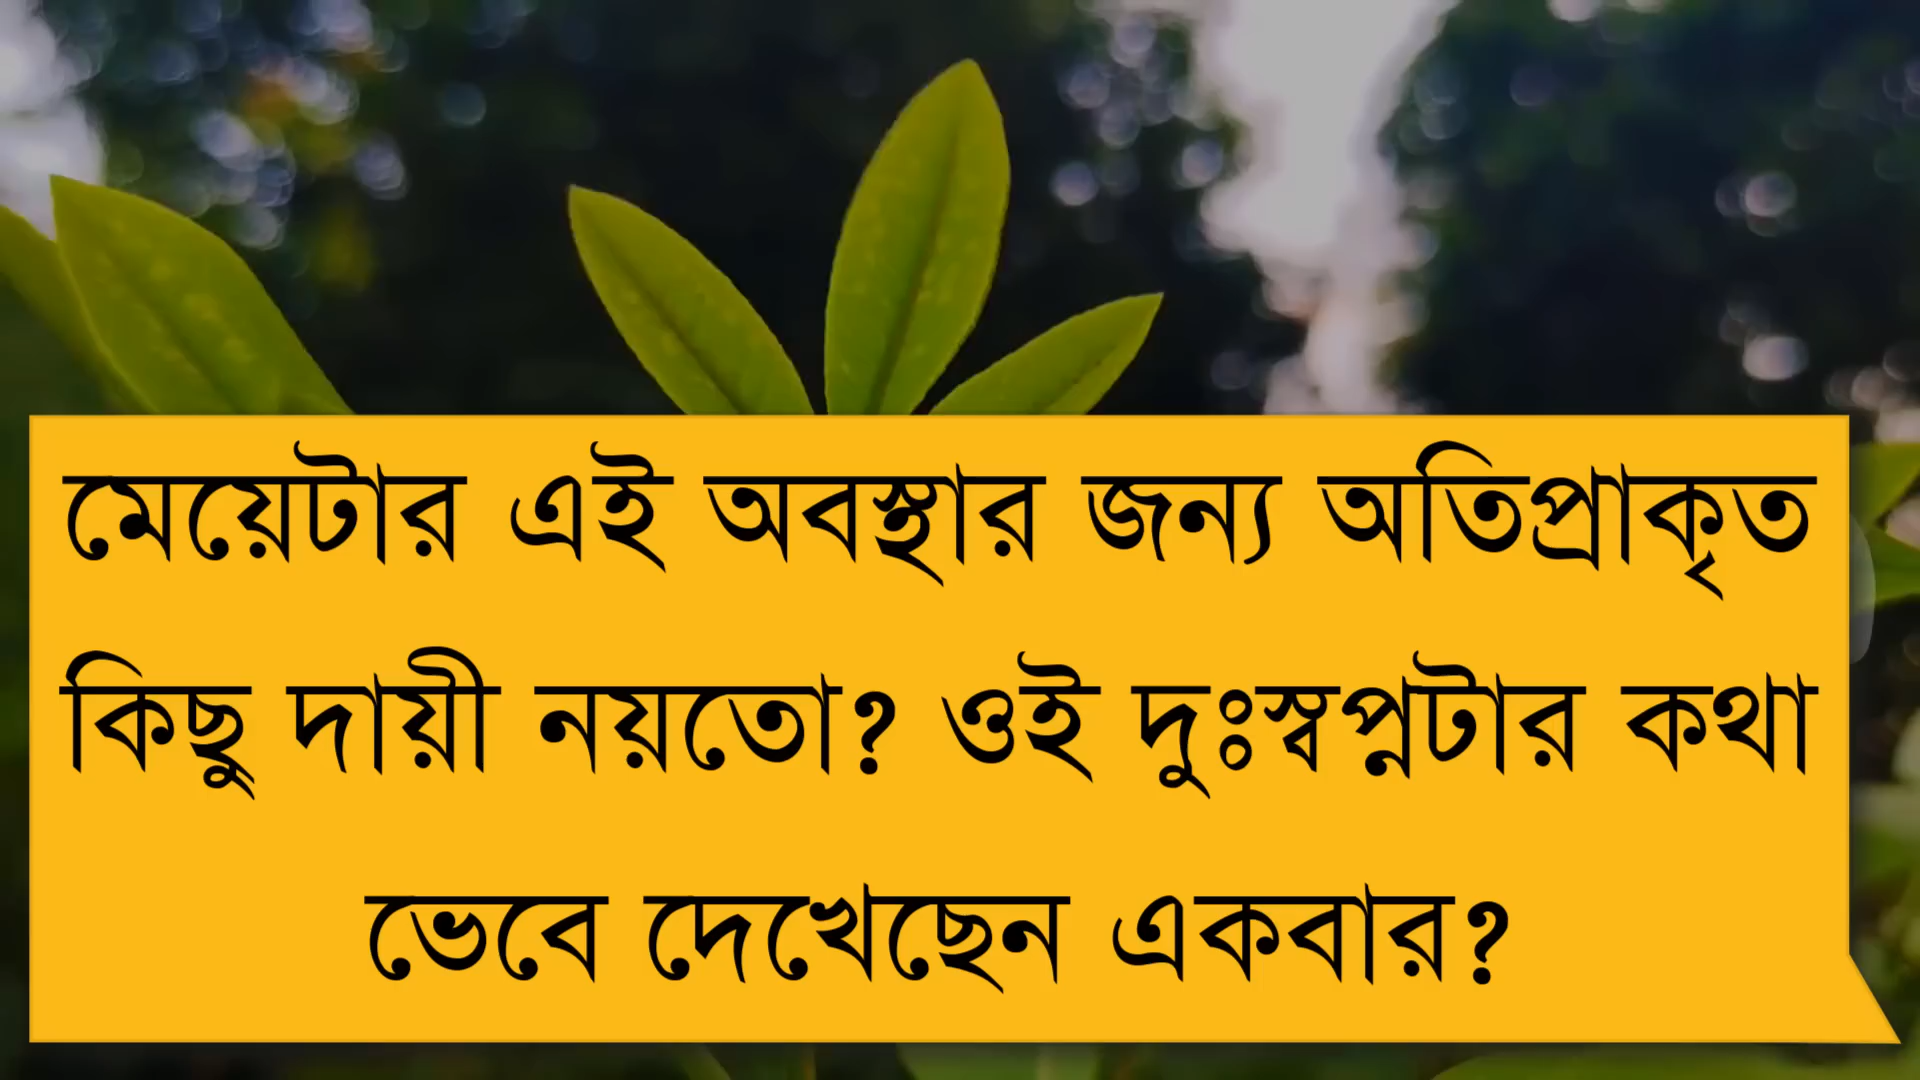 মেয়েটার এই অবস্থার জন্য অতিপ্রাকৃত
কিছু দায়ী নয়তো? ওই দুঃস্বপ্নটার কথা
ভেবে দেখেছেন একবার?